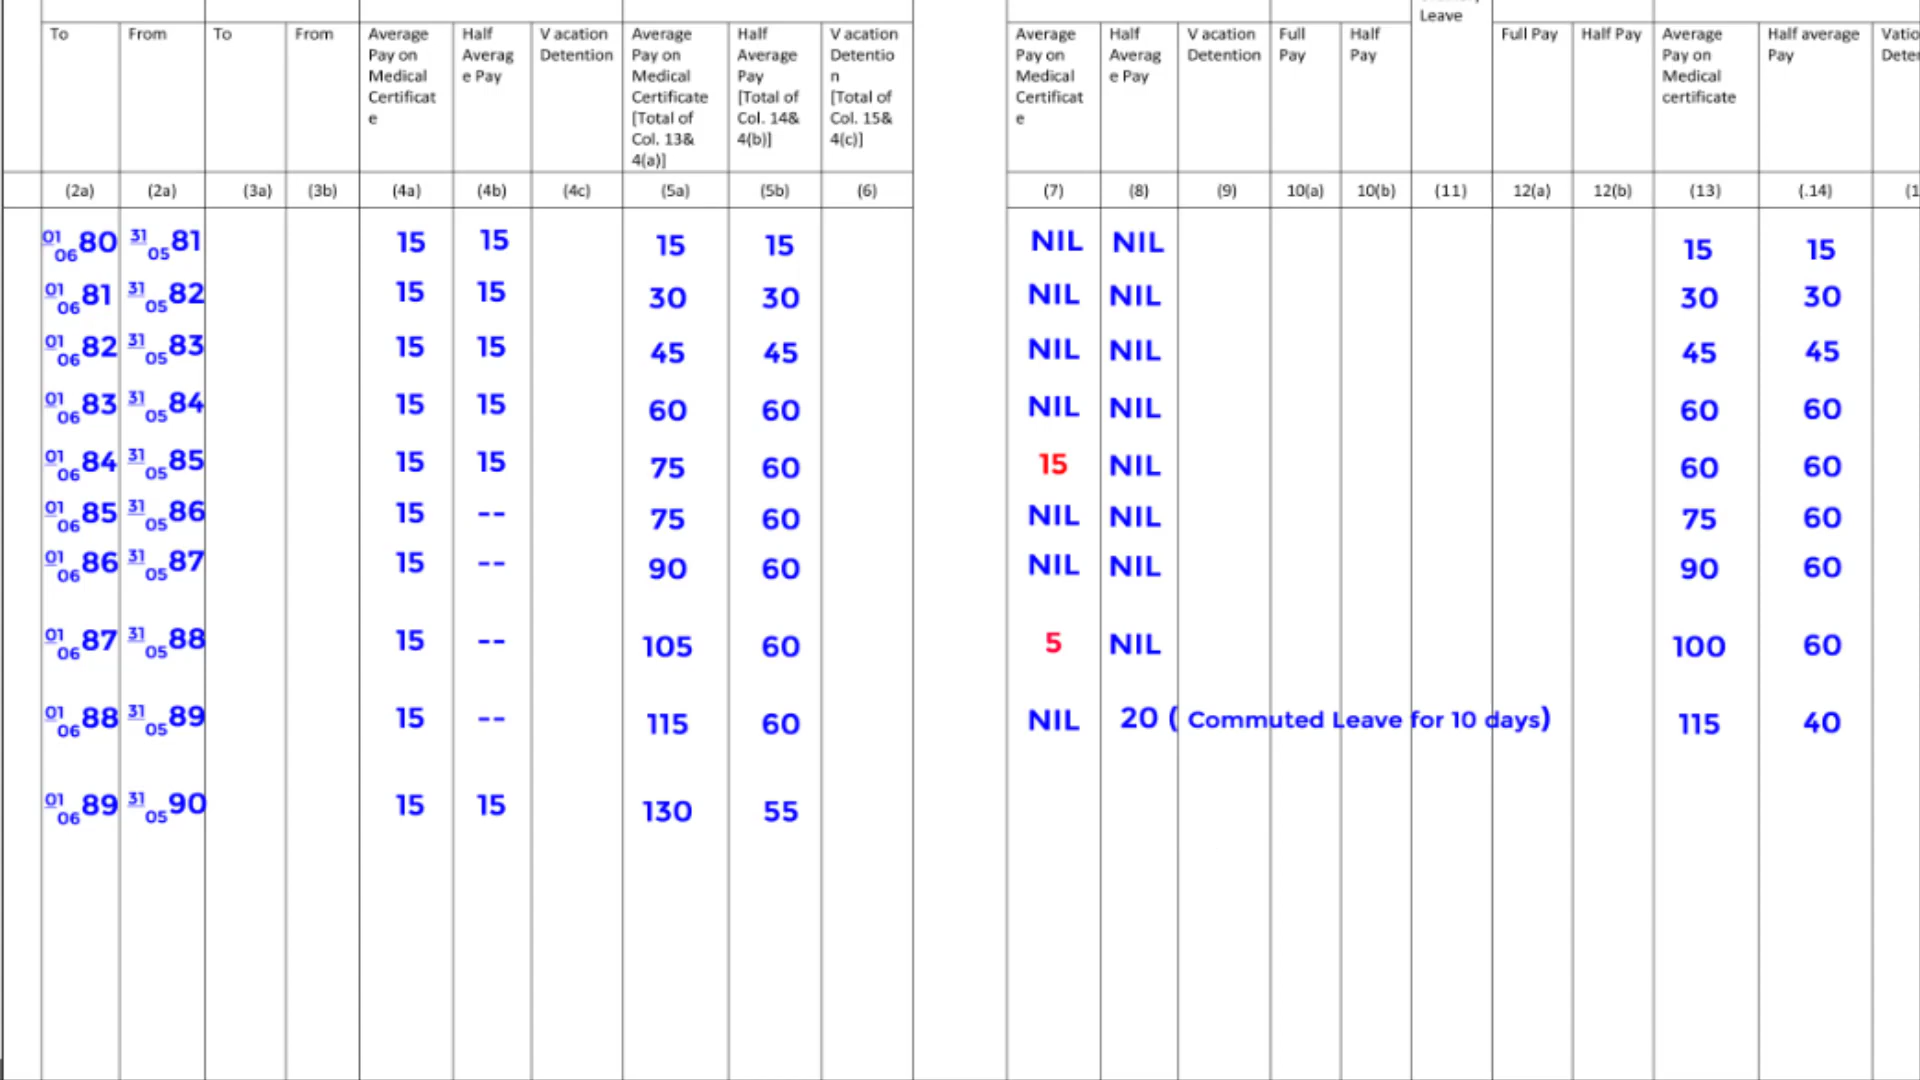 Leave
To From To From Average Pay on Medical Certificat e Half Averag e Pay V acation Detention Average Pay on Medical Certificate [Total of Col. 13& 4(a)] Half Average Pay [Total of Col. 14& 4(b)] V acation Detentio n [Total of Col. 15& 4(c)] Average Pay on Medical Certificat e Half Averag e Pay V acation Detention Full Pay Half Pay Full Pay Half Pay Average Pay on Medical certificate Half average Pay
(2a) (2a) (3a) (3b) (4a) (4b) (4c) (5a) (5b) (6) (7) (8) (9) 10(a) 10(b) (11) 12(a) 12(b) (13) (.14)
01 06 80 31 05 81 15 15 15 15 NIL NIL 15 15
01 06 81 31 05 82 15 15 30 30 NIL NIL 30 30
01 06 82 31 05 83 15 15 45 45 NIL NIL 45 45
01 06 83 31 05 84 15 15 60 60 NIL NIL 60 60
01 06 84 31 05 85 15 15 75 60 15 NIL 60 60
01 06 85 31 05 86 15 -- 75 60 NIL NIL 75 60
01 06 86 31 05 87 15 -- 90 60 NIL NIL 90 60
01 06 87 31 05 88 15 -- 105 60 5 NIL 100 60
01 06 88 31 05 89 15 -- 115 60 NIL 20 ( Commuted Leave for 10 days) 115 40
01 06 89 31 05 90 15 15 130 55